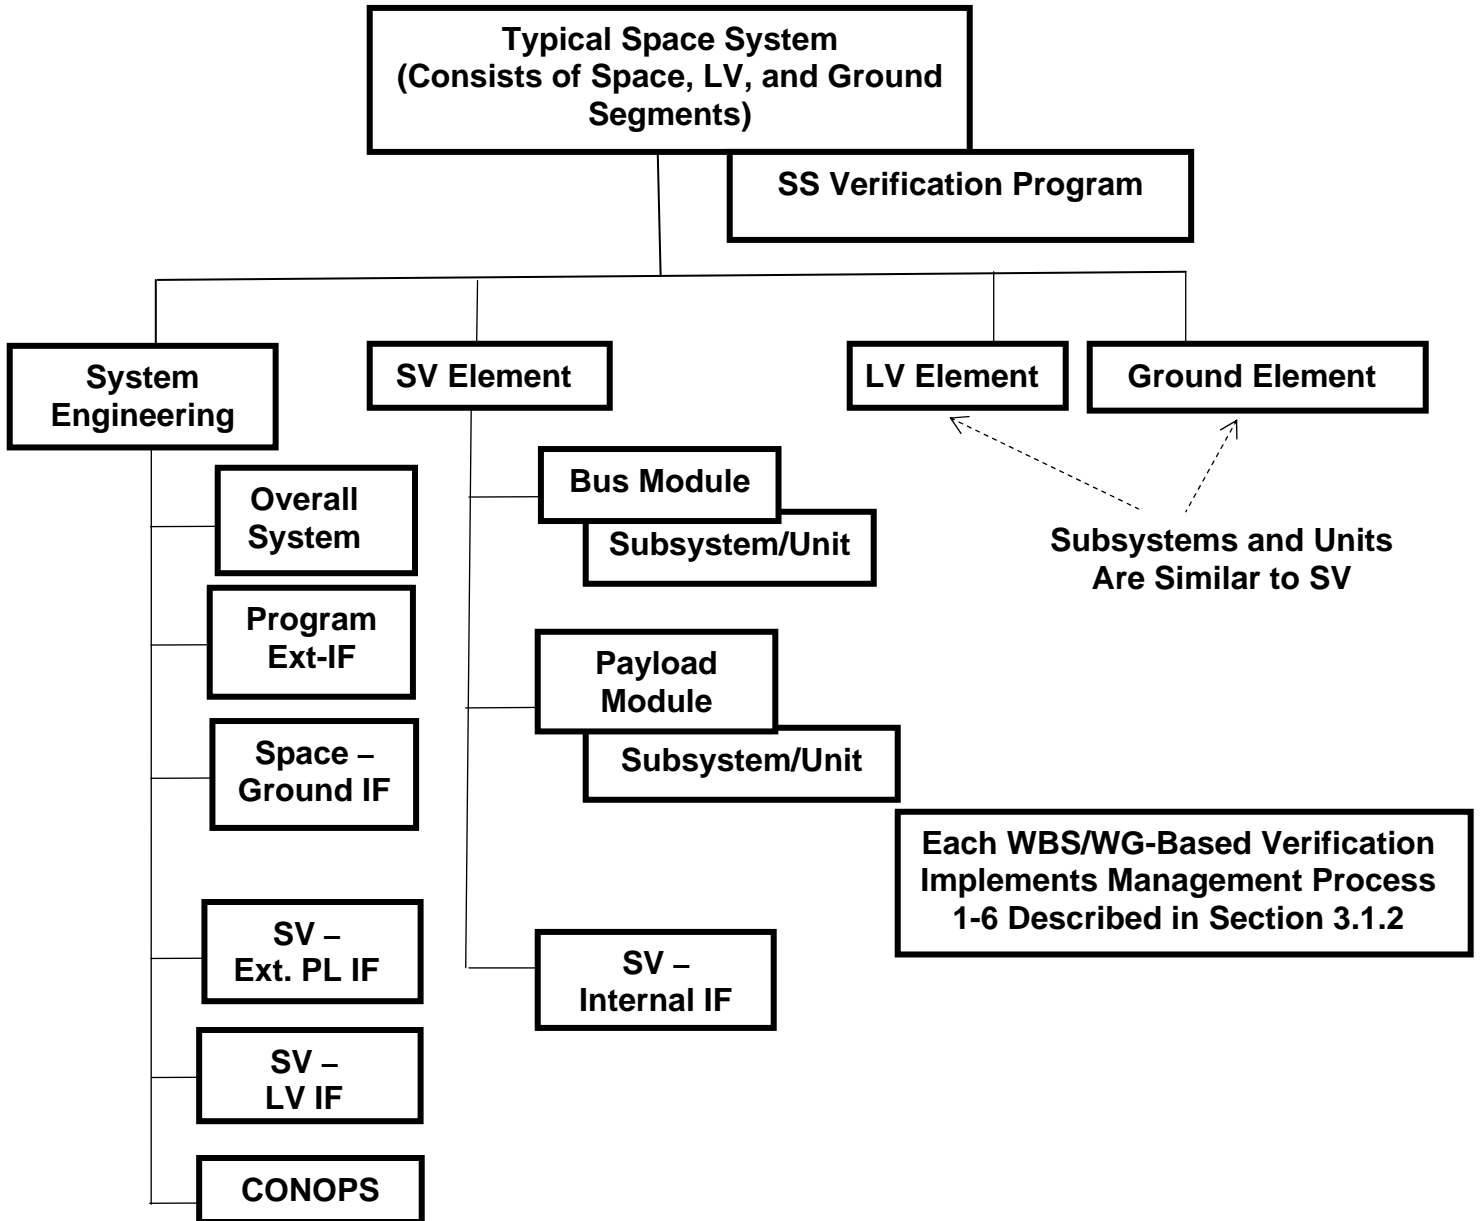 Typical Space System
(Consists of Space, LV, and Ground
Segments)
SS Verification Program
System
Engineering
SV Element
LV Element
Ground Element
Overall
System
Program
Ext-IF
Space –
Ground IF
SV –
Ext. PL IF
SV –
LV IF
CONOPS
Bus Module
Subsystem/Unit
Payload
Module
Subsystem/Unit
SV –
Internal IF
Subsystems and Units
Are Similar to SV
Each WBS/WG-Based Verification
Implements Management Process
1-6 Described in Section 3.1.2